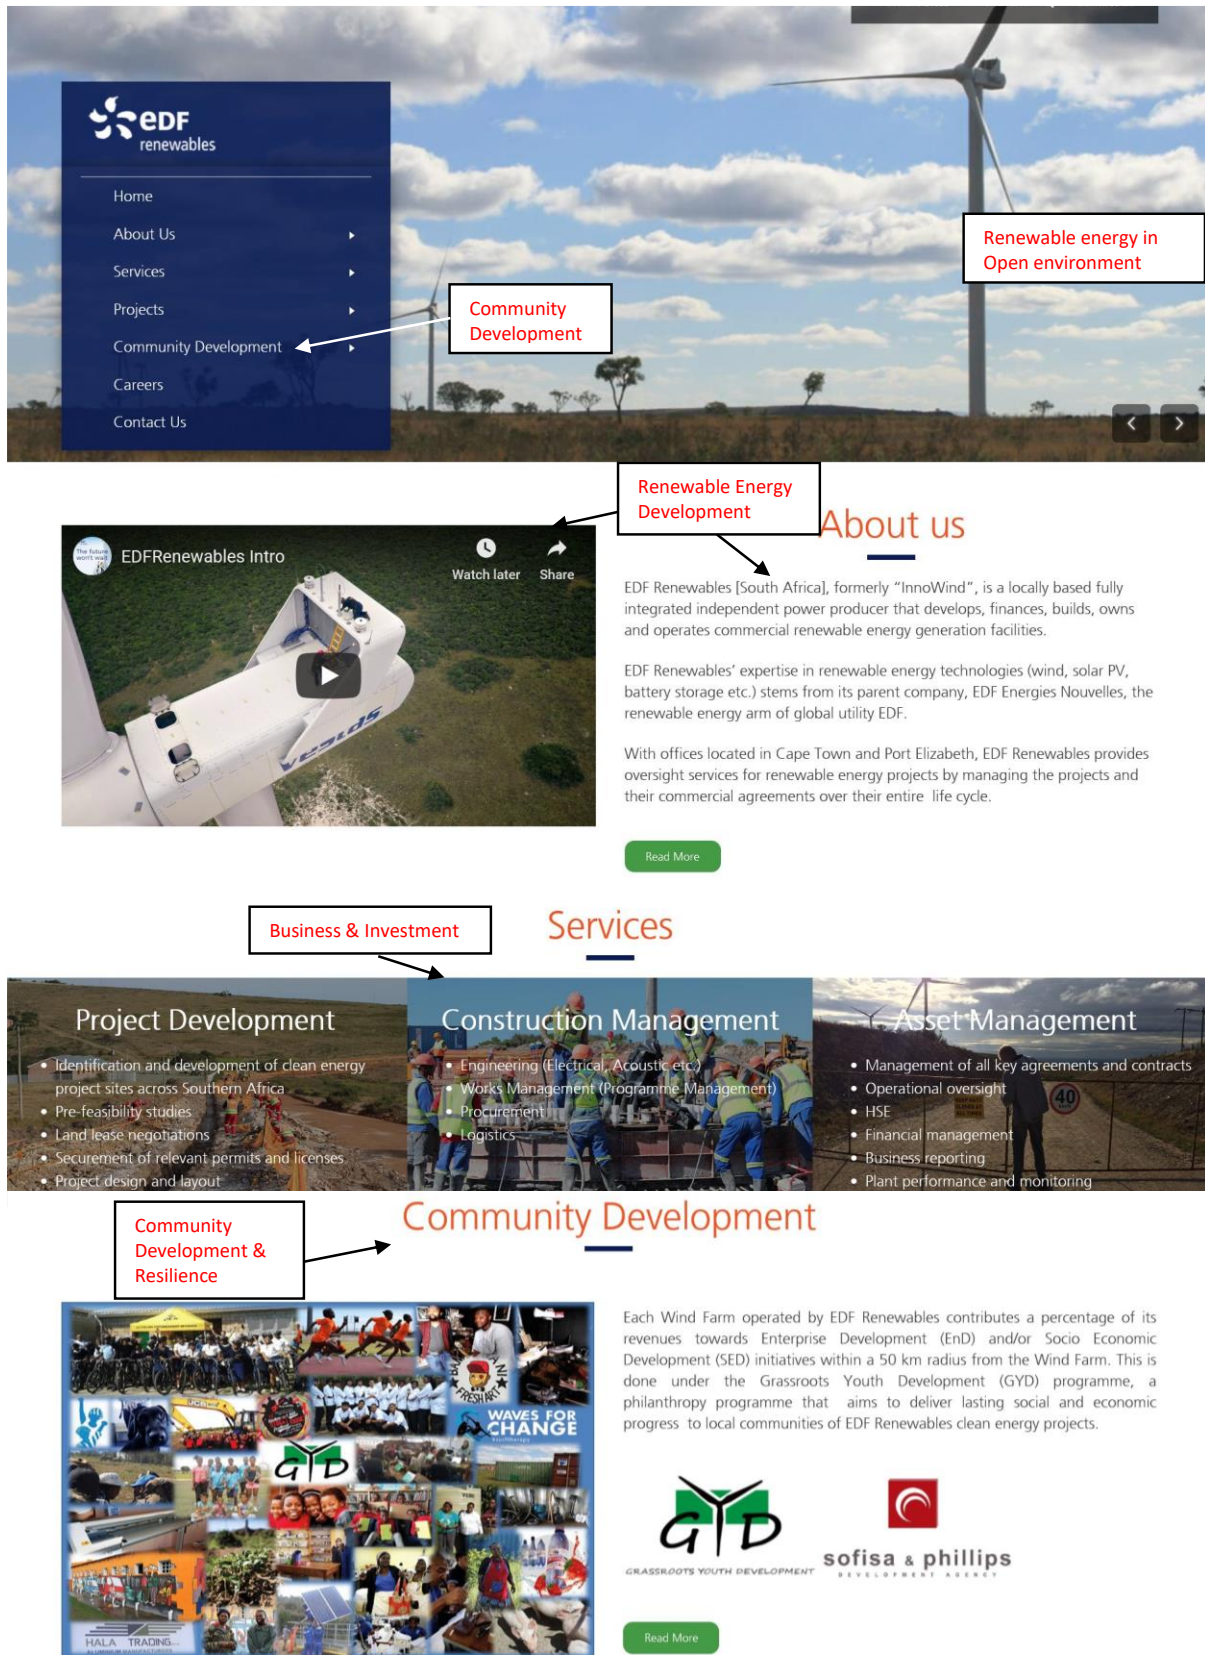 eDF
renewables
Home
About Us
Services
Projects
Community Development
Careers
Contact Us
Community
Development
Renewable energy in
Open environment
Renewable Energy
Development
The future
won't wait
EDFRenewables Intro
Watch later
Share
About us
EDF Renewables [South Africa], formerly “InnoWind”, is a locally based fully
integrated independent power producer that develops, finances, builds, owns
and operates commercial renewable energy generation facilities.
EDF Renewables’ expertise in renewable energy technologies (wind, solar PV,
battery storage etc.) stems from its parent company, EDF Energies Nouvelles, the
renewable energy arm of global utility EDF.
With offices located in Cape Town and Port Elizabeth, EDF Renewables provides
oversight services for renewable energy projects by managing the projects and
their commercial agreements over their entire life cycle.
Read More
Business & Investment
Services
Project Development
• Identification and development of clean energy
project sites across Southern Africa
• Pre-feasibility studies
• Land lease negotiations
• Securement of relevant permits and licenses
• Project design and layout
Construction Management
• Engineering (Electrical, Acoustic etc.)
• Works Management (Programme Management)
• Procurement
• Logistics
Asset Management
• Management of all key agreements and contracts
• Operational oversight
• HSE
• Financial management
• Business reporting
• Plant performance and monitoring
40
Community
Development &
Resilience
Community Development
WAVES FOR
CHANGE
GYD
HALA TRADING
Each Wind Farm operated by EDF Renewables contributes a percentage of its
revenues towards Enterprise Development (EnD) and/or Socio Economic
Development (SED) initiatives within a 50 km radius from the Wind Farm. This is
done under the Grassroots Youth Development (GYD) programme, a
philanthropy programme that aims to deliver lasting social and economic
progress to local communities of EDF Renewables clean energy projects.
GYD
GRASSROOTS YOUTH DEVELOPMENT
sofisa & phillips
DEVELOPMENT AGENCY
Read More